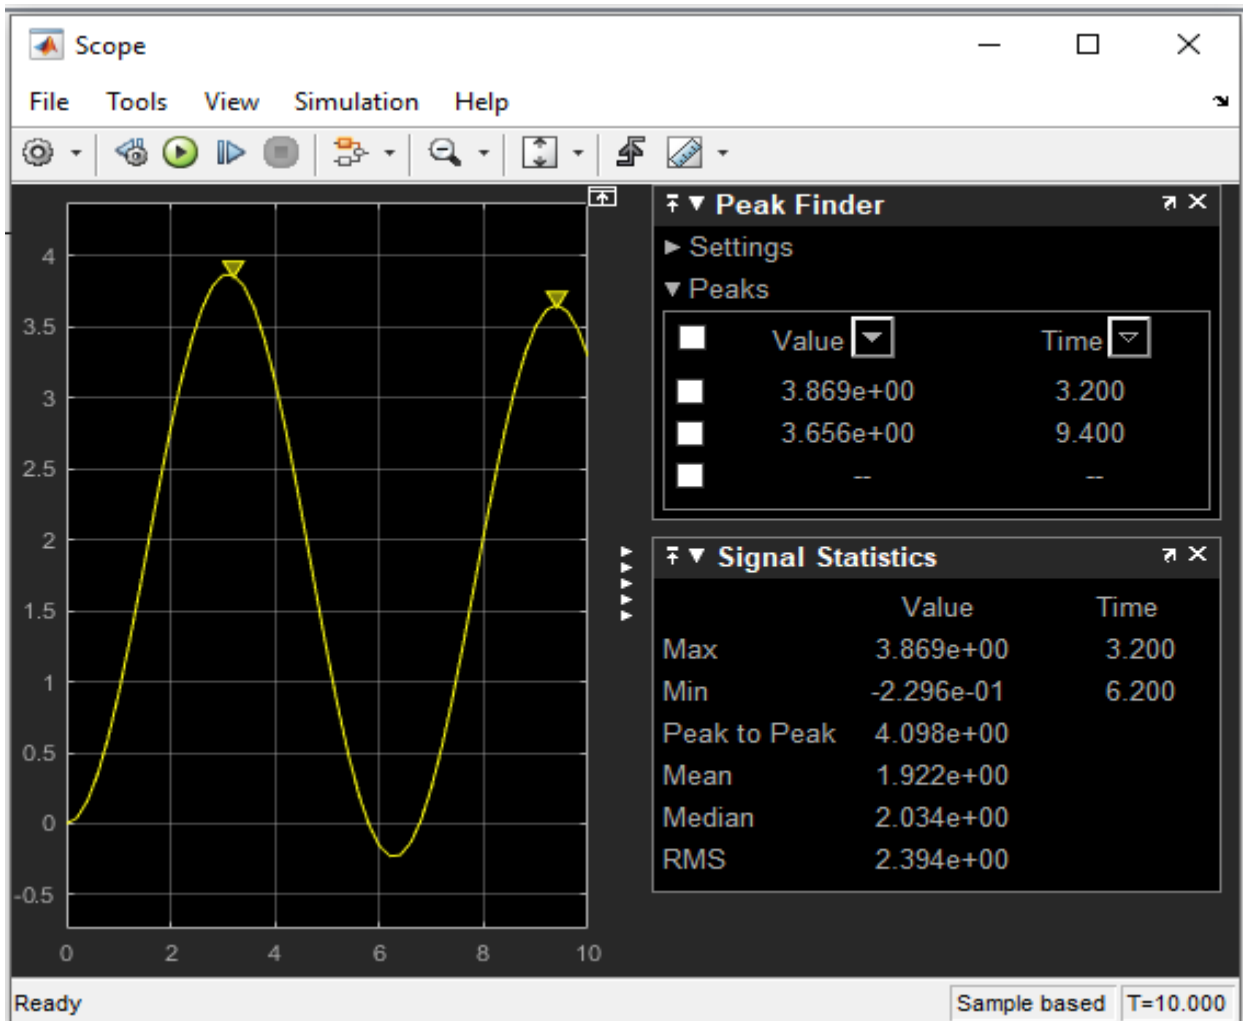 Scope
File Tools View Simulation Help
4
3.5
3
2.5
2
1.5
1
0.5
0
-0.5
0 2 4 6 8 10
Peak Finder
Settings
Peaks
Value Time
3.869e+00 3.200
3.656e+00 9.400
-- --
Signal Statistics
Value Time
Max 3.869e+00 3.200
Min -2.296e-01 6.200
Peak to Peak 4.098e+00
Mean 1.922e+00
Median 2.034e+00
RMS 2.394e+00
Ready Sample based T=10.000